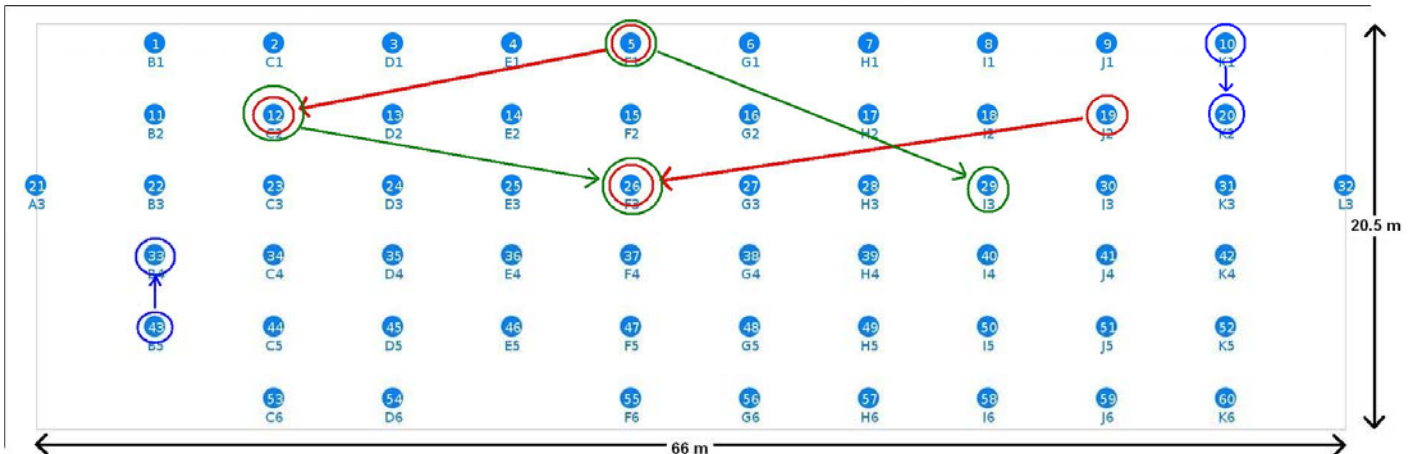 1 2 3 4 5 6 7 8 9 10
B1 C1 D1 E1 F1 G1 H1 I1 J1 K1
11 12 13 14 15 16 17 18 19 20
B2 C2 D2 E2 F2 G2 H2 I2 J2 K2
21 22 23 24 25 26 27 28 29 30 31 32
A3 B3 C3 D3 E3 F3 G3 H3 I3 I3 K3 L3
20.5 m
33 34 35 36 37 38 39 40 41 42
B4 C4 D4 E4 F4 G4 H4 I4 J4 K4
43 44 45 46 47 48 49 50 51 52
B5 C5 D5 E5 F5 G5 H5 I5 J5 K5
53 54 55 56 57 58 59 60
C6 D6 F6 G6 H6 I6 J6 K6
66 m